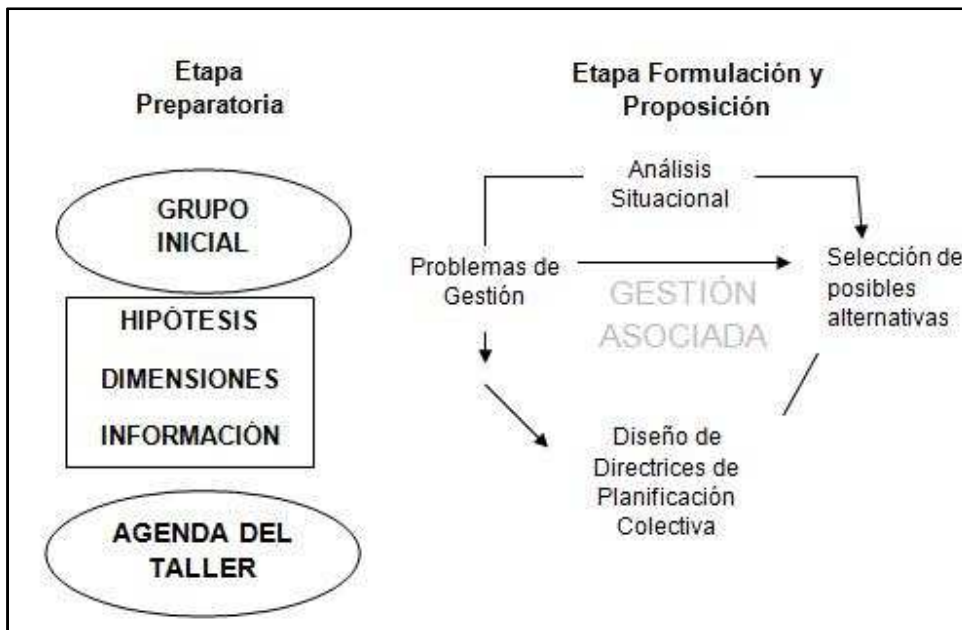 Etapa
Preparatoria
GRUPO
INICIAL
HIPÓTESIS
DIMENSIONES
INFORMACIÓN
AGENDA DEL
TALLER
Etapa Formulación y
Proposición
Análisis
Situacional
Problemas de
Gestión
GESTIÓN
ASOCIADA
Selección de
posibles
alternativas
Diseño de
Directrices de
Planificación
Colectiva